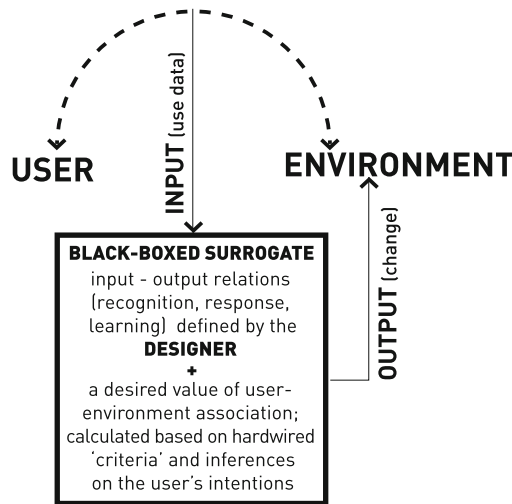 USER
ENVIRONMENT
INPUT (use data)
BLACK-BOXED SURROGATE
input - output relations
(recognition, response,
learning) defined by the
DESIGNER
+
a desired value of user-
environment association;
calculated based on hardwired
‘criteria’ and inferences
on the user’s intentions
OUTPUT (change)